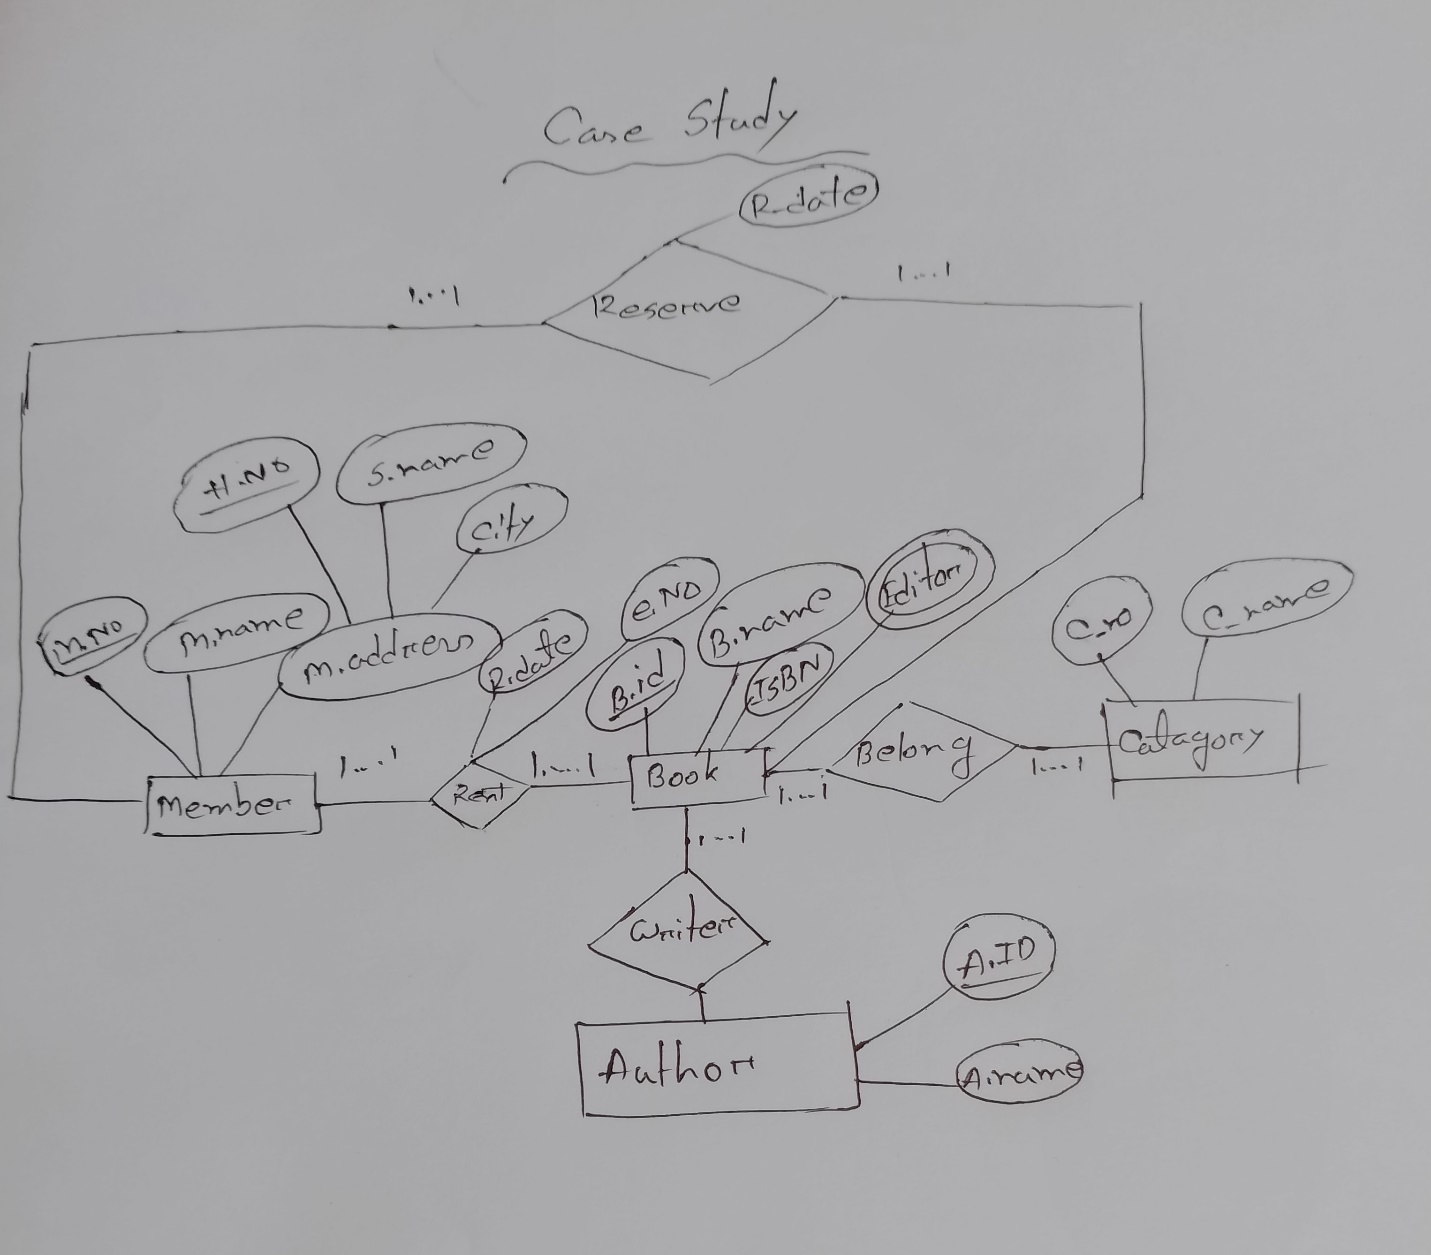 Case Study
R_date
1...1
1...1
Reserve
H.NO
S.name
City
M.NO
M.name
M.address
R.date
e.NO
B.id
B.name
ISBN
Editor
C_no
C_name
Member
1...1
Rent
1...1
Book
1...1
Belong
1...1
Catagory
1...1
Writer
Author
A.ID
A.name